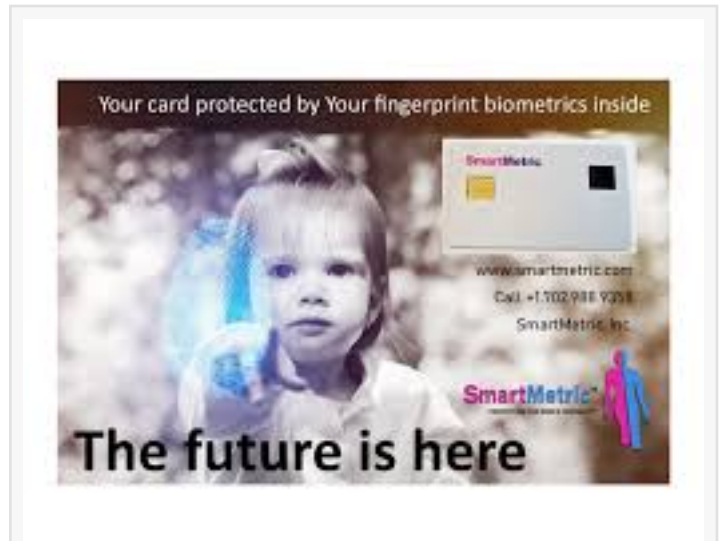 Your card protected by Your fingerprint biometrics inside
SmartMetric
www.smartmetric.com
Call +1.702.988.9358
SmartMetric, Inc.
SmartMetric™
The future is here